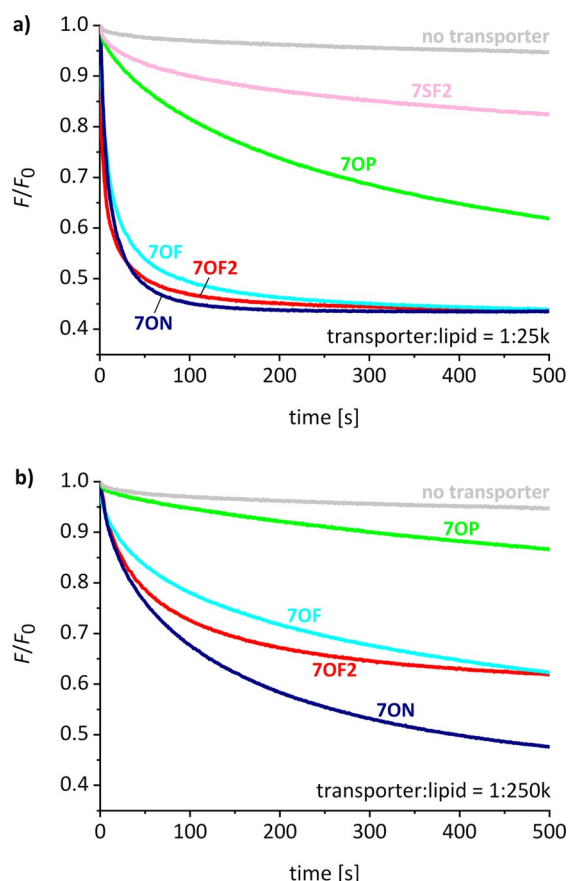 a)
1.0
0.9
0.8
0.7
0.6
0.5
0.4
F/F0
no transporter
7SF2
7OP
7OF
7OF2
7ON
transporter:lipid = 1:25k
0 100 200 300 400 500
time [s]
b)
1.0
0.9
0.8
0.7
0.6
0.5
0.4
F/F0
no transporter
7OP
7OF
7OF2
7ON
transporter:lipid = 1:250k
0 100 200 300 400 500
time [s]